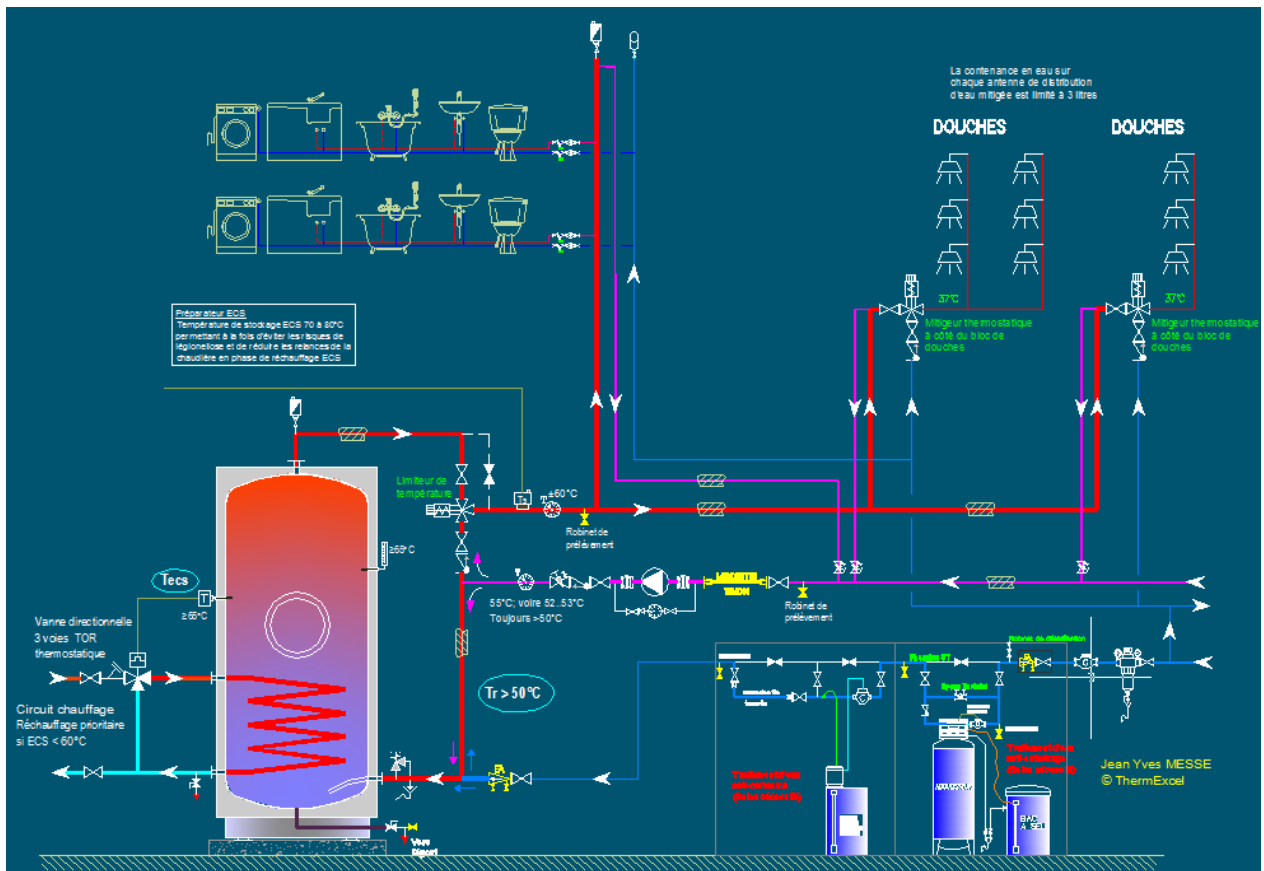 La contenance en eau sur
chaque antenne de distribution
d'eau mitigée est limité à 3 litres
DOUCHES
DOUCHES
37°C
37°C
Mitigeur thermostatique
à côté du bloc de
douches
Mitigeur thermostatique
à côté du bloc de
douches
Préparateur ECS
Température de stockage ECS 70 à 80°C
permettant à la fois d'éviter les risques de
légionellose et de réduire les relances de la
chaudière en phase de réchauffage ECS
Limiteur de
température
±60°C
Robinet de
prélèvement
Tecs
≥65°C
Vanne directionnelle
3 voies TOR
thermostatique
55°C; voire 52..53°C
Toujours >50°C
Robinet de
prélèvement
Tr > 50°C
Circuit chauffage
Réchauffage prioritaire
si ECS < 60°C
BAC
A SEL
Jean Yves MESSE
© ThermExcel
Vers